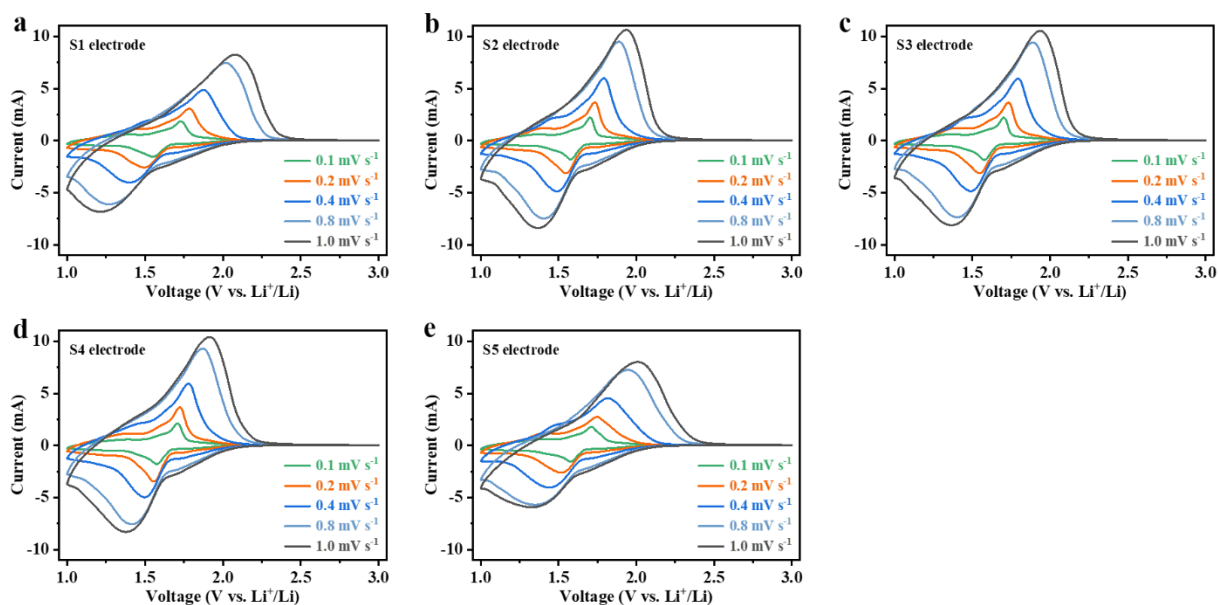 a
S1 electrode
10
5
0
-5
-10
Current (mA)
0.1 mV s⁻¹
0.2 mV s⁻¹
0.4 mV s⁻¹
0.8 mV s⁻¹
1.0 mV s⁻¹
1.0 1.5 2.0 2.5 3.0
Voltage (V vs. Li⁺/Li)
b
S2 electrode
10
5
0
-5
-10
Current (mA)
0.1 mV s⁻¹
0.2 mV s⁻¹
0.4 mV s⁻¹
0.8 mV s⁻¹
1.0 mV s⁻¹
1.0 1.5 2.0 2.5 3.0
Voltage (V vs. Li⁺/Li)
c
S3 electrode
10
5
0
-5
-10
Current (mA)
0.1 mV s⁻¹
0.2 mV s⁻¹
0.4 mV s⁻¹
0.8 mV s⁻¹
1.0 mV s⁻¹
1.0 1.5 2.0 2.5 3.0
Voltage (V vs. Li⁺/Li)
d
S4 electrode
10
5
0
-5
-10
Current (mA)
0.1 mV s⁻¹
0.2 mV s⁻¹
0.4 mV s⁻¹
0.8 mV s⁻¹
1.0 mV s⁻¹
1.0 1.5 2.0 2.5 3.0
Voltage (V vs. Li⁺/Li)
e
S5 electrode
10
5
0
-5
-10
Current (mA)
0.1 mV s⁻¹
0.2 mV s⁻¹
0.4 mV s⁻¹
0.8 mV s⁻¹
1.0 mV s⁻¹
1.0 1.5 2.0 2.5 3.0
Voltage (V vs. Li⁺/Li)